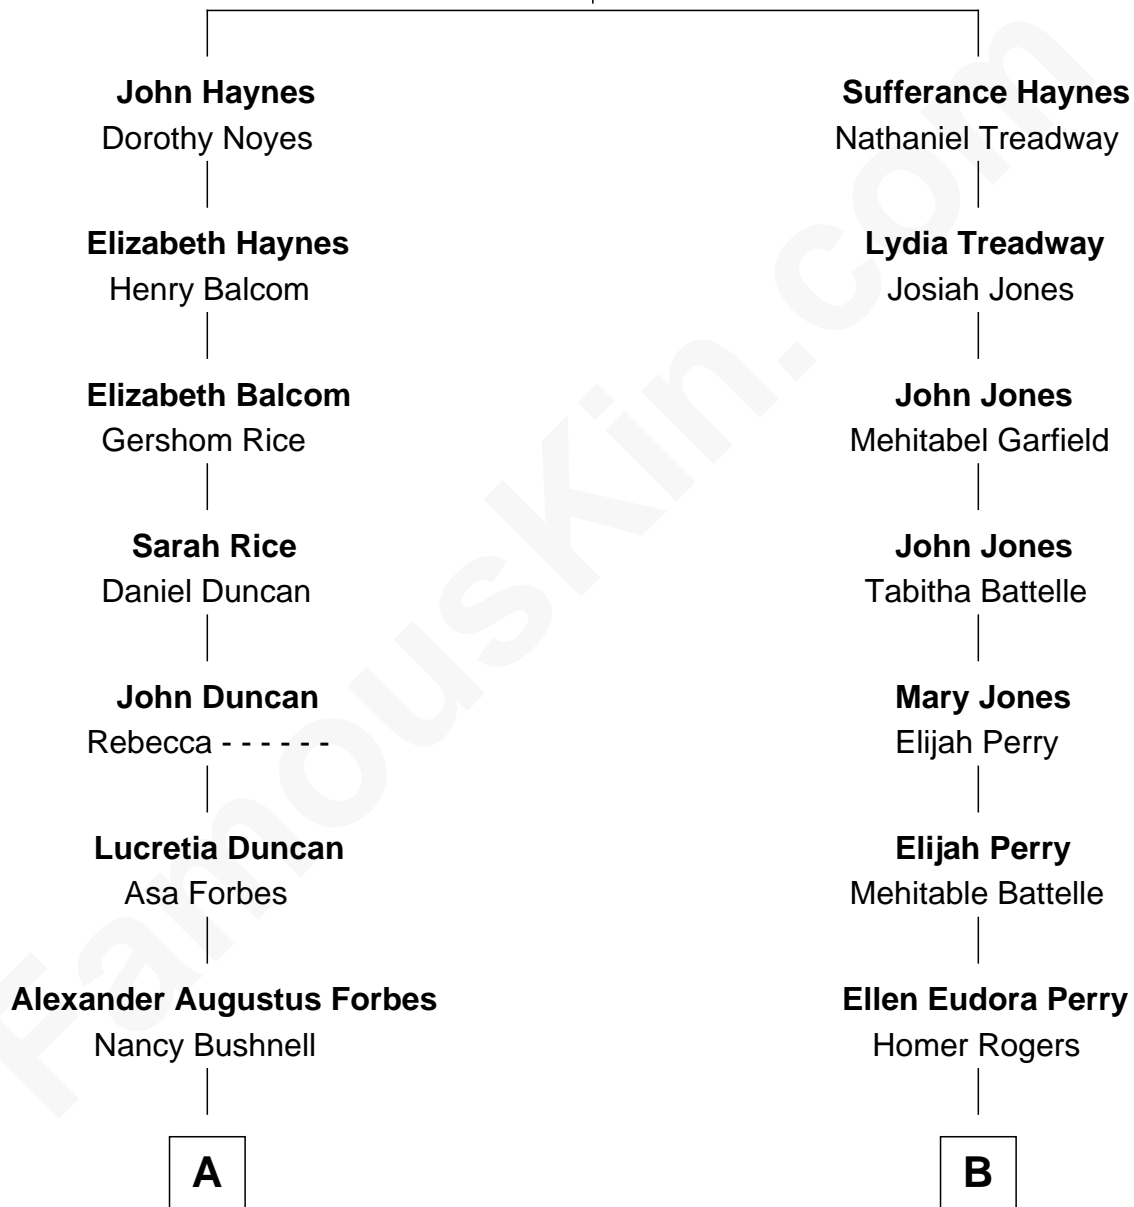 John Haynes
Dorothy Noyes
Elizabeth Haynes
Henry Balcom
Elizabeth Balcom
Gershom Rice
Sarah Rice
Daniel Duncan
John Duncan
Rebecca - - - - - -
Lucretia Duncan
Asa Forbes
Alexander Augustus Forbes
Nancy Bushnell
A
Sufferance Haynes
Nathaniel Treadway
Lydia Treadway
Josiah Jones
John Jones
Mehitabel Garfield
John Jones
Tabitha Battelle
Mary Jones
Elijah Perry
Elijah Perry
Mehitable Battelle
Ellen Eudora Perry
Homer Rogers
B
FamousKin.com